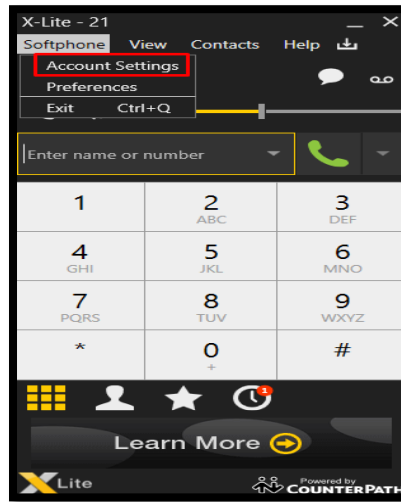 X-Lite - 21
Softphone View Contacts Help
Account Settings
Preferences
Exit Ctrl+Q
Enter name or number
1 2 3
ABC DEF
4 5 6
GHI JKL MNO
7 8 9
PQRS TUV WXYZ
* 0 #
+
1
Learn More
X Lite Powered by
COUNTERPATH